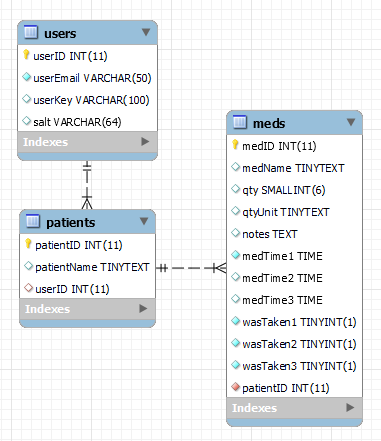 users
userID INT(11)
userEmail VARCHAR(50)
userKey VARCHAR(100)
salt VARCHAR(64)
Indexes
patients
patientID INT(11)
patientName TINYTEXT
userID INT(11)
Indexes
meds
medID INT(11)
medName TINYTEXT
qty SMALLINT(6)
qtyUnit TINYTEXT
notes TEXT
medTime1 TIME
medTime2 TIME
medTime3 TIME
wasTaken1 TINYINT(1)
wasTaken2 TINYINT(1)
wasTaken3 TINYINT(1)
patientID INT(11)
Indexes